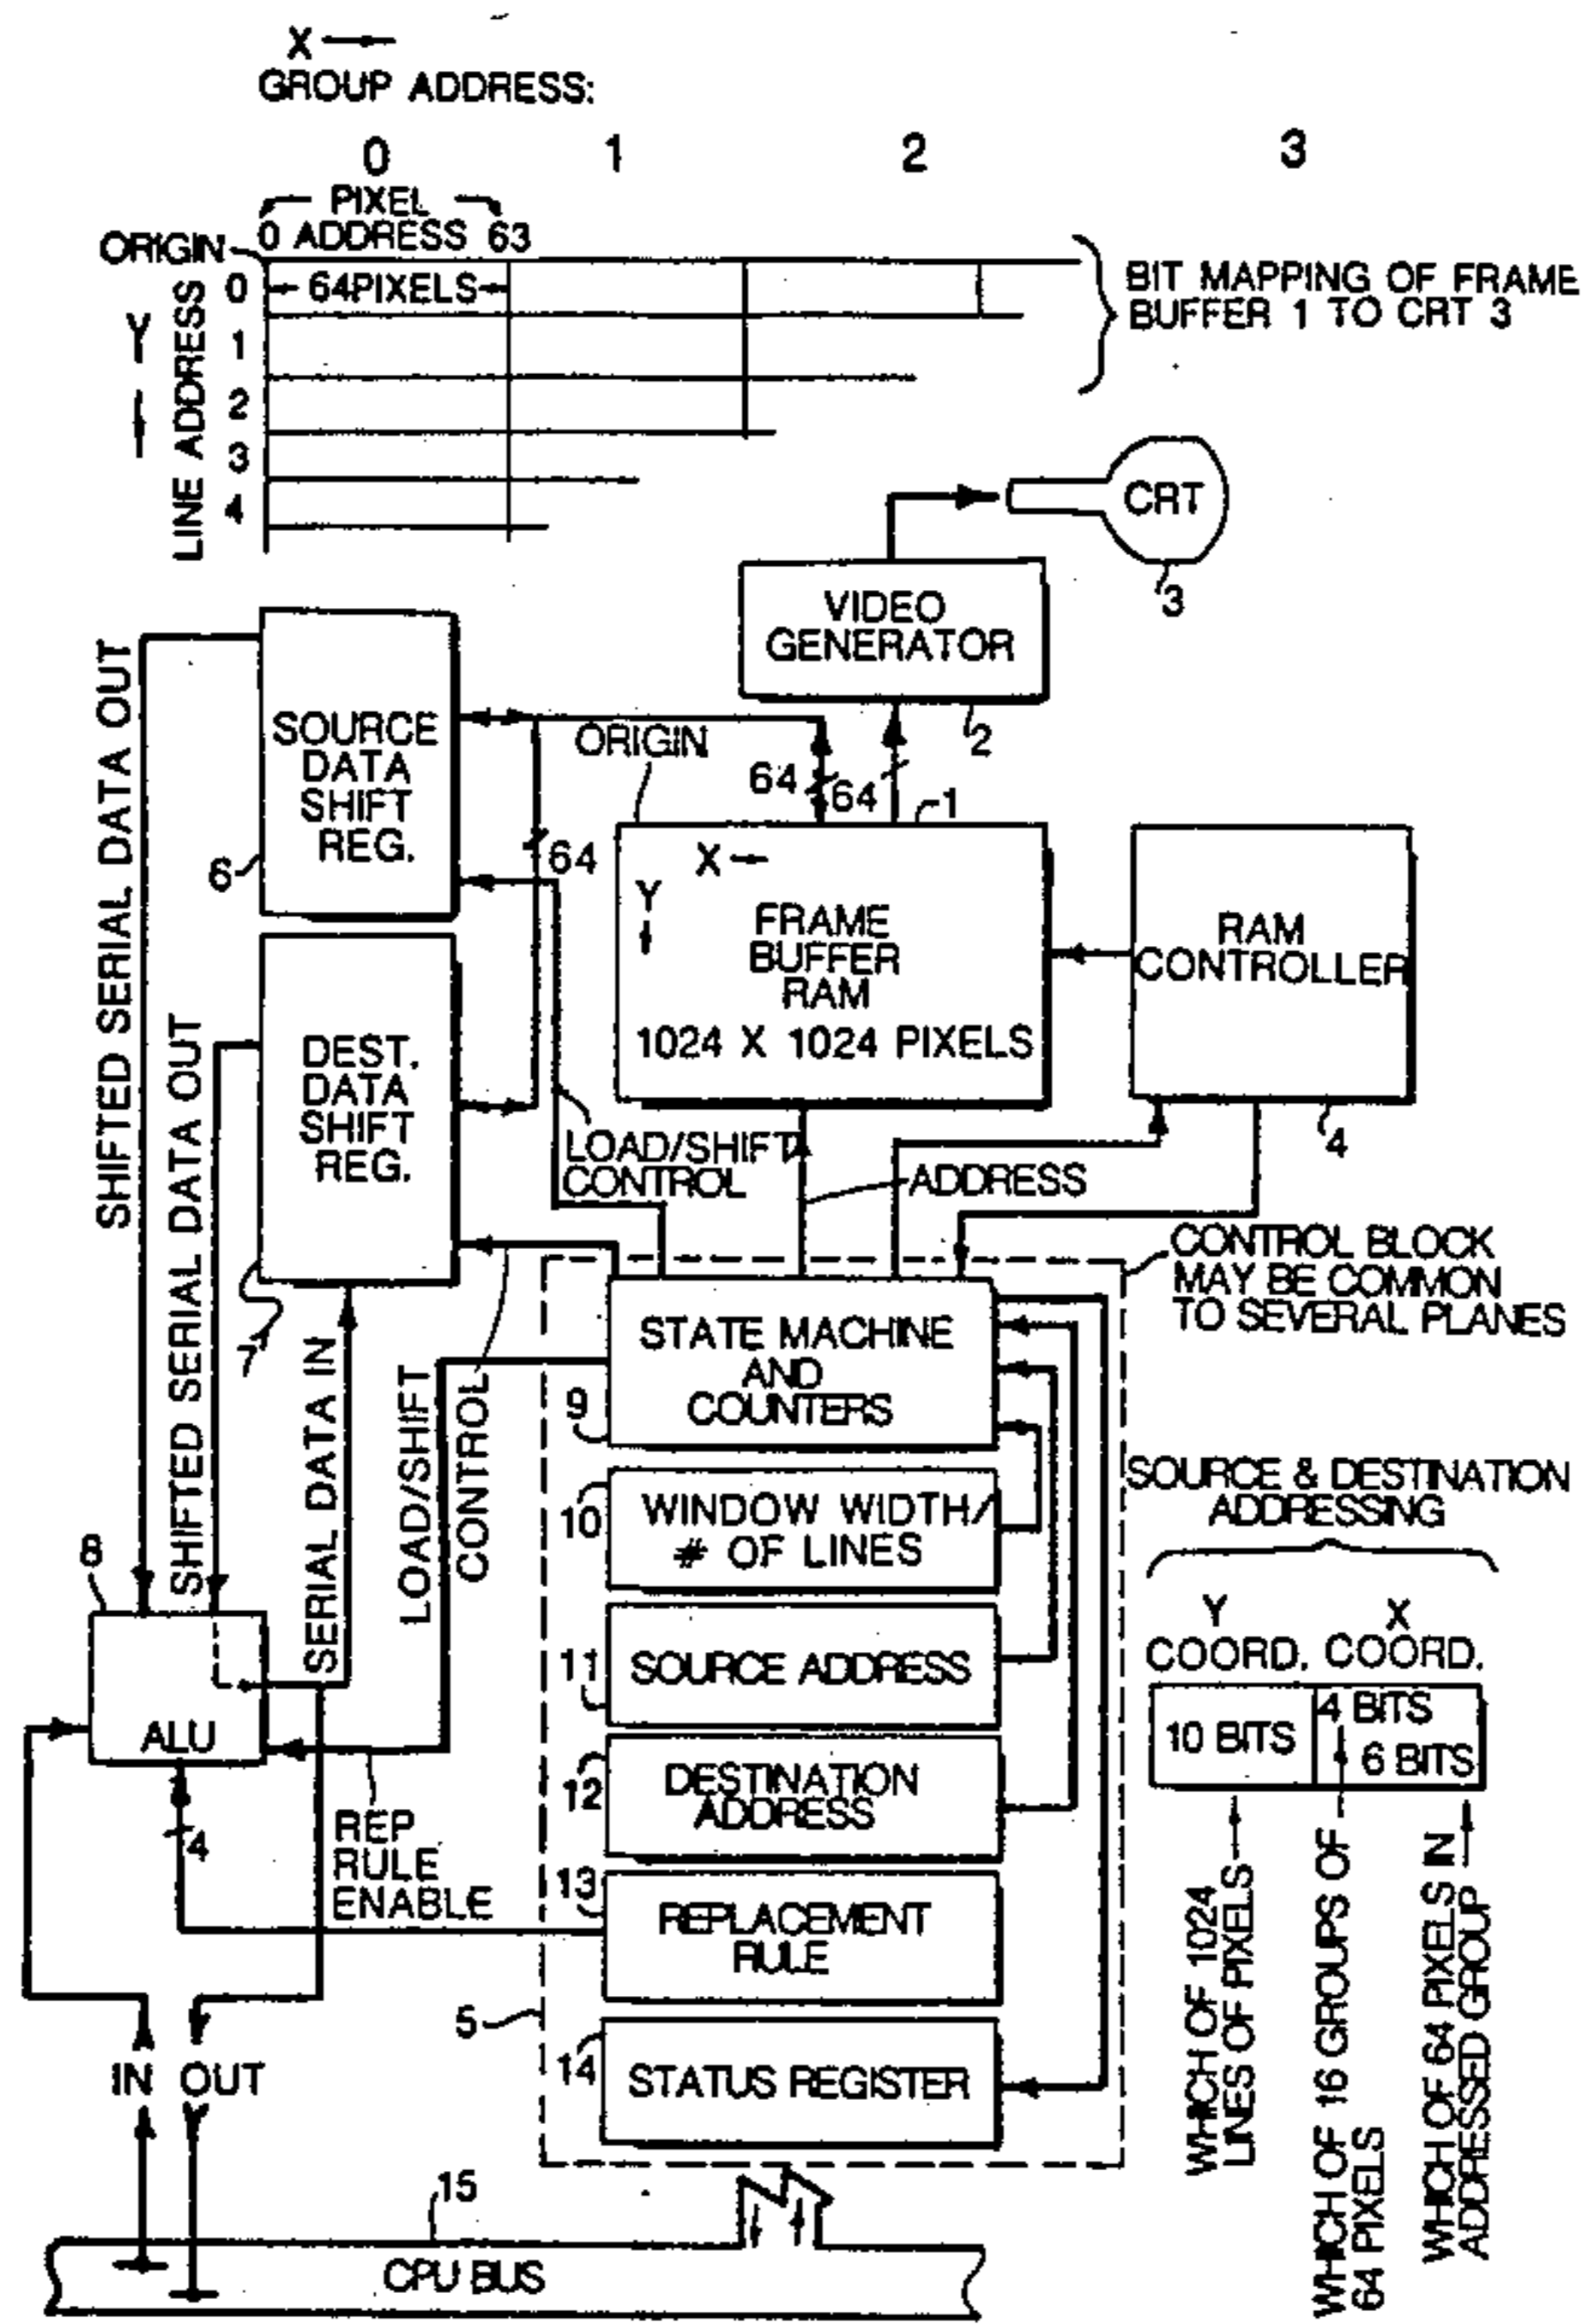 X
GROUP ADDRESS:
0 1 2 3
PIXEL
0 ADDRESS 63
ORIGIN
64 PIXELS
Y
LINE ADDRESS
0
1
2
3
4
BIT MAPPING OF FRAME
BUFFER 1 TO CRT 3
CRT
3
VIDEO
GENERATOR
2
SHIFTED SERIAL DATA OUT
SOURCE
DATA
SHIFT
REG.
6
ORIGIN
64
64
64
1
X
Y
FRAME
BUFFER
RAM
1024 X 1024 PIXELS
RAM
CONTROLLER
4
SHIFTED SERIAL DATA OUT
DEST.
DATA
SHIFT
REG.
7
LOAD/SHIFT
CONTROL
ADDRESS
CONTROL BLOCK
MAY BE COMMON
TO SEVERAL PLANES
SERIAL DATA IN
LOAD/SHIFT
CONTROL
STATE MACHINE
AND
COUNTERS
9
WINDOW WIDTH/
# OF LINES
10
SOURCE ADDRESS
11
DESTINATION
ADDRESS
12
REPLACEMENT
RULE
13
STATUS REGISTER
14
5
8
ALU
4
REP
RULE
ENABLE
IN OUT
15
CPU BUS
SOURCE & DESTINATION
ADDRESSING
Y
COORD.
X
COORD.
10 BITS
4 BITS
6 BITS
WHICH OF 1024
LINES OF PIXELS
WHICH OF 16 GROUPS OF
64 PIXELS
WHICH OF 64 PIXELS IN
ADDRESSED GROUP